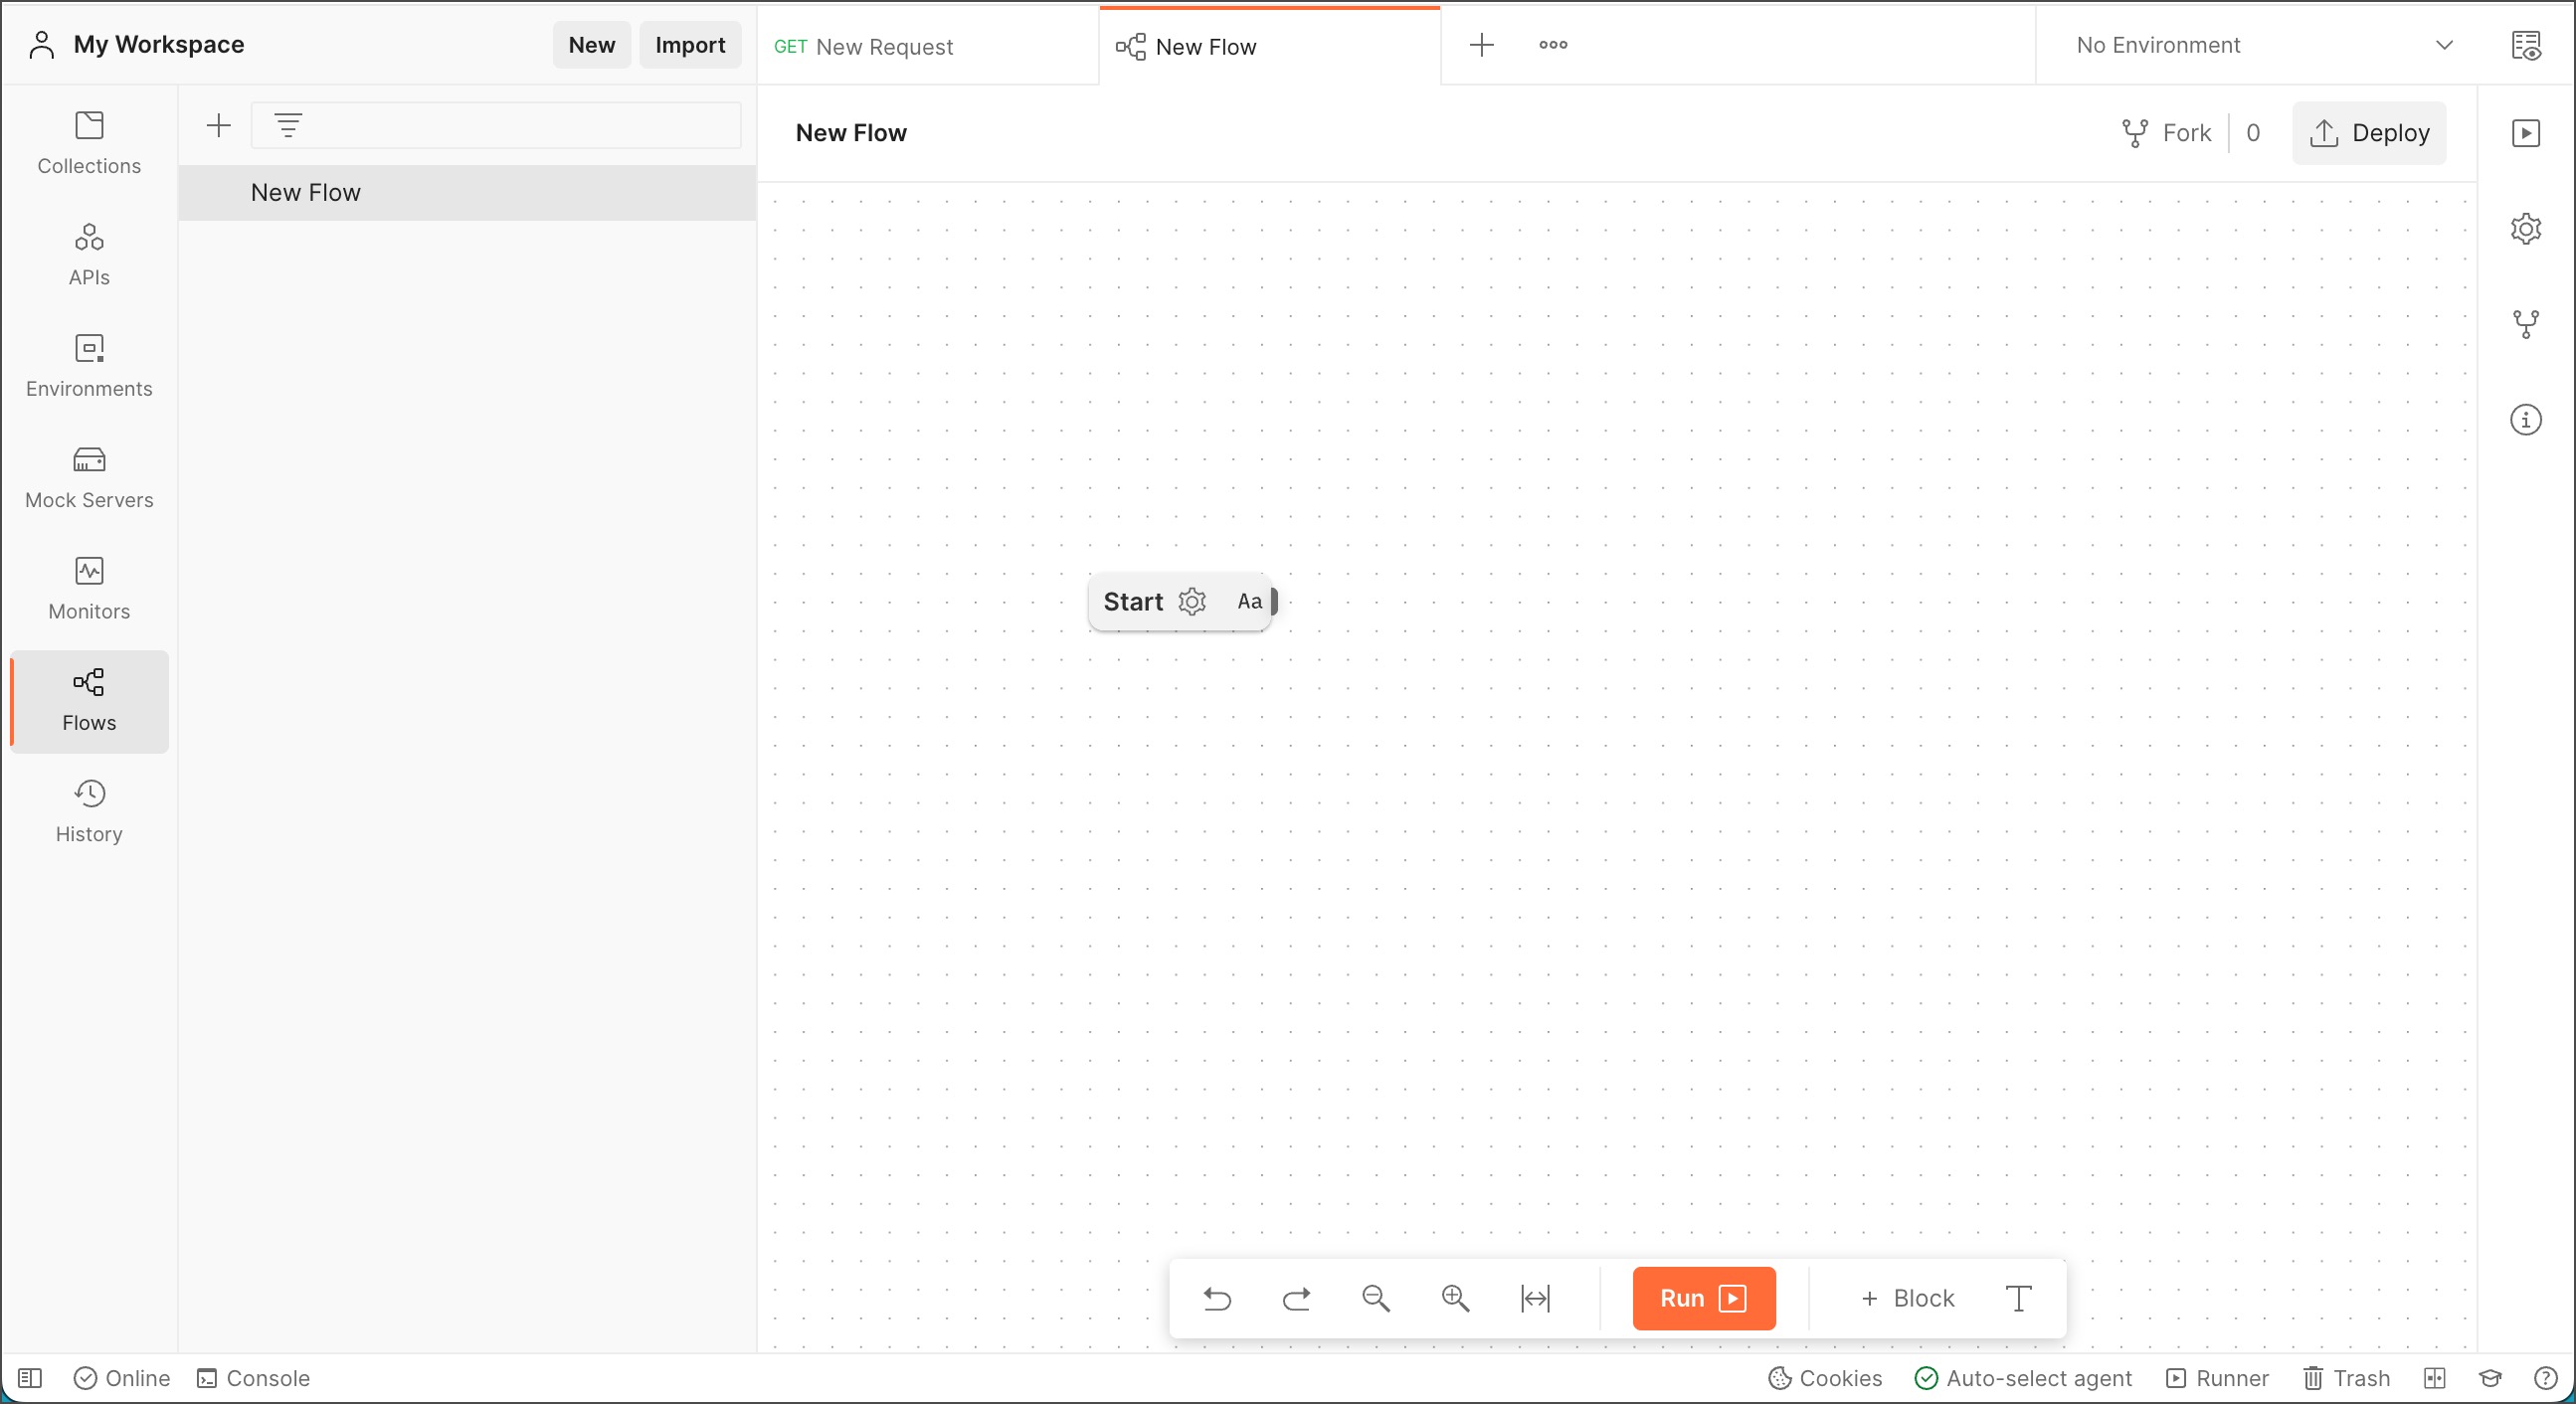 My Workspace
New
Import
GET New Request
New Flow
No Environment
Collections
APIs
Environments
Mock Servers
Monitors
Flows
History
New Flow
New Flow
Fork 0
Deploy
Start Aa
Run
+ Block
Online
Console
Cookies
Auto-select agent
Runner
Trash